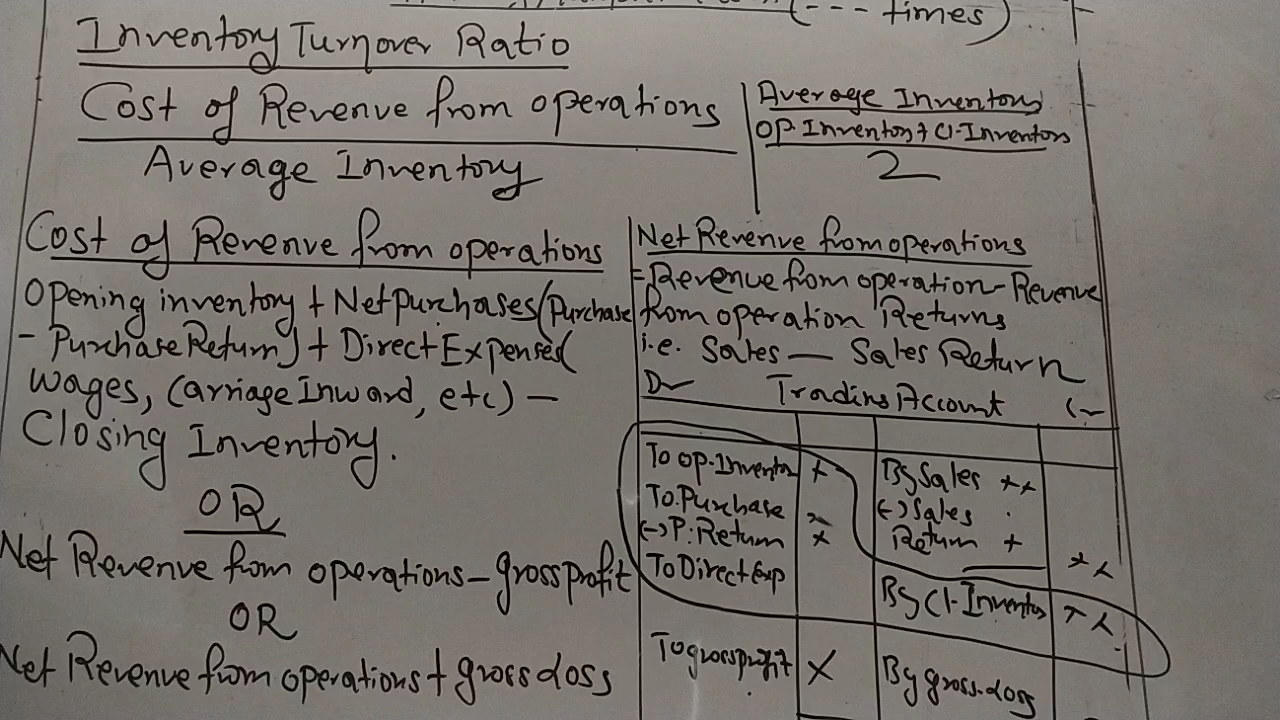 (--- times)
Inventory Turnover Ratio
Cost of Revenue from operations
Average Inventory
Average Inventory
OP. Inventory + Cl. Inventory
2
Cost of Revenue from operations
Opening inventory + Net purchases (Purchase
- Purchase Return) + Direct Expenses (
wages, Carriage Inward, etc) -
Closing Inventory.
OR
Net Revenue from operations - gross profit
OR
Net Revenue from operations + gross loss
Net Revenue from operations
= Revenue from operation - Revenue
from operation Returns
i.e. Sales - Sales Return
Dr Trading Account Cr
To op. Inventory x
To Purchase
(-) P. Return x x
To Direct Exp
To gross profit x
By Sales x x
(-) Sales
Return x x x
By Cl. Inventory x x
By gross loss